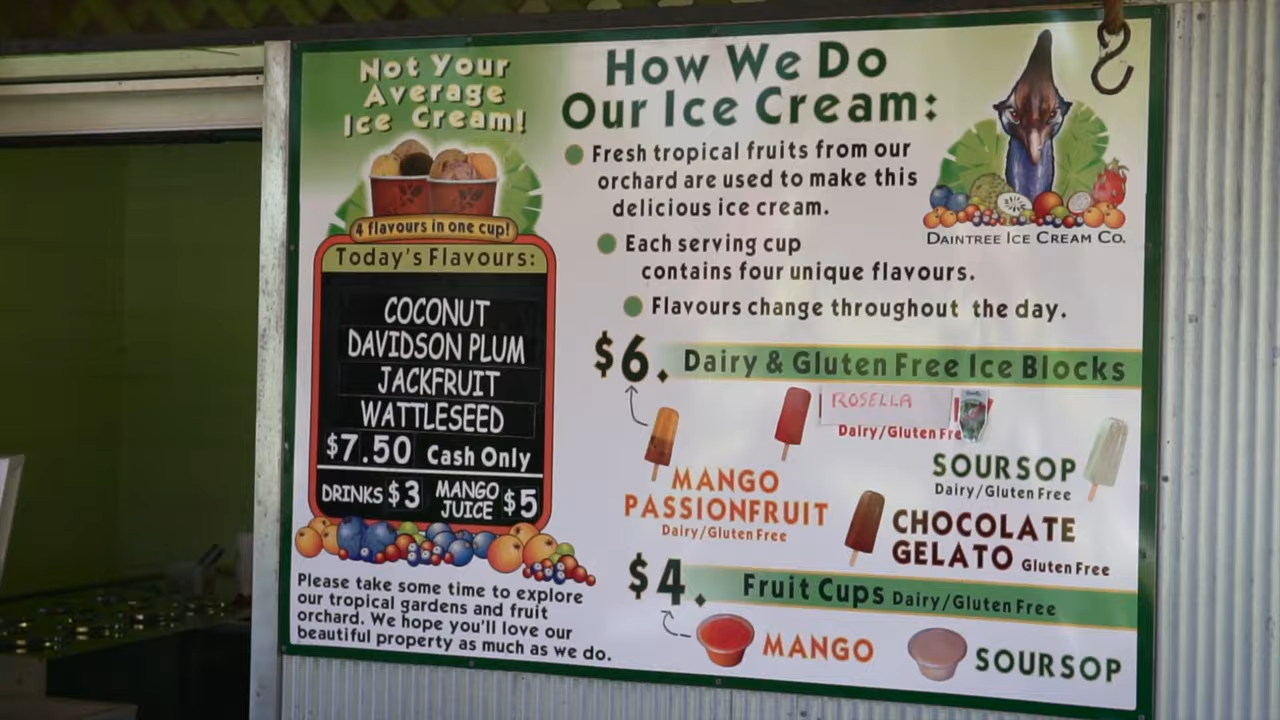 Not Your
Average
Ice Cream!
4 flavours in one cup!
Today's Flavours:
COCONUT
DAVIDSON PLUM
JACKFRUIT
WATTLESEED
$7.50 Cash Only
DRINKS $3 MANGO JUICE $5
Please take some time to explore
our tropical gardens and fruit
orchard. We hope you'll love our
beautiful property as much as we do.
How We Do
Our Ice Cream:
Fresh tropical fruits from our
orchard are used to make this
delicious ice cream.
Each serving cup
contains four unique flavours.
Flavours change throughout the day.
DAINTREE ICE CREAM CO.
$6. Dairy & Gluten Free Ice Blocks
ROSELLA
Dairy/Gluten Fre
MANGO
PASSIONFRUIT
Dairy/Gluten Free
SOURSOP
Dairy/Gluten Free
CHOCOLATE
GELATO Gluten Free
$4. Fruit Cups Dairy/Gluten Free
MANGO
SOURSOP